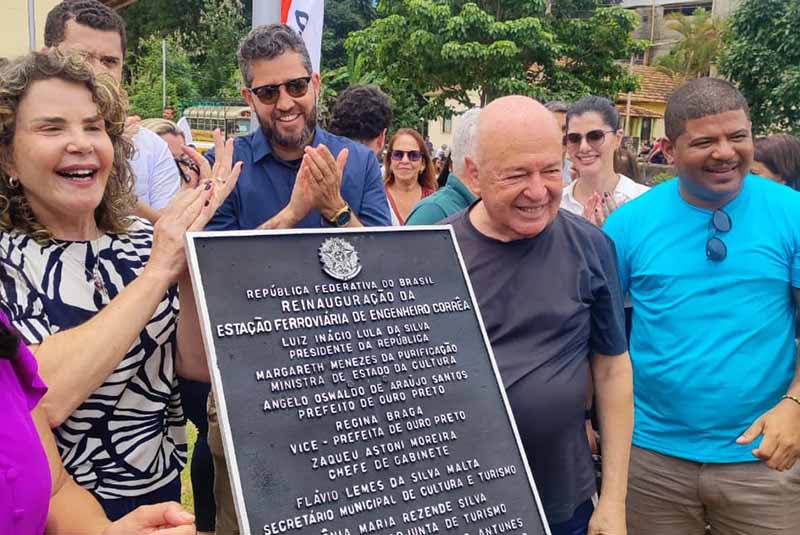 REPÚBLICA FEDERATIVA DO BRASIL
REINAUGURAÇÃO DA
ESTAÇÃO FERROVIÁRIA DE ENGENHEIRO CORRÊA
LUIZ INÁCIO LULA DA SILVA
PRESIDENTE DA REPÚBLICA
MARGARETH MENEZES DA PURIFICAÇÃO
MINISTRA DE ESTADO DA CULTURA
ANGELO OSWALDO DE ARAÚJO SANTOS
PREFEITO DE OURO PRETO
REGINA BRAGA
VICE - PREFEITA DE OURO PRETO
ZAQUEU ASTONI MOREIRA
CHEFE DE GABINETE
FLÁVIO LEMES DA SILVA MALTA
SECRETÁRIO MUNICIPAL DE CULTURA E TURISMO
MARIA REZENDE SILVA
DE TURISMO
ANTUNES